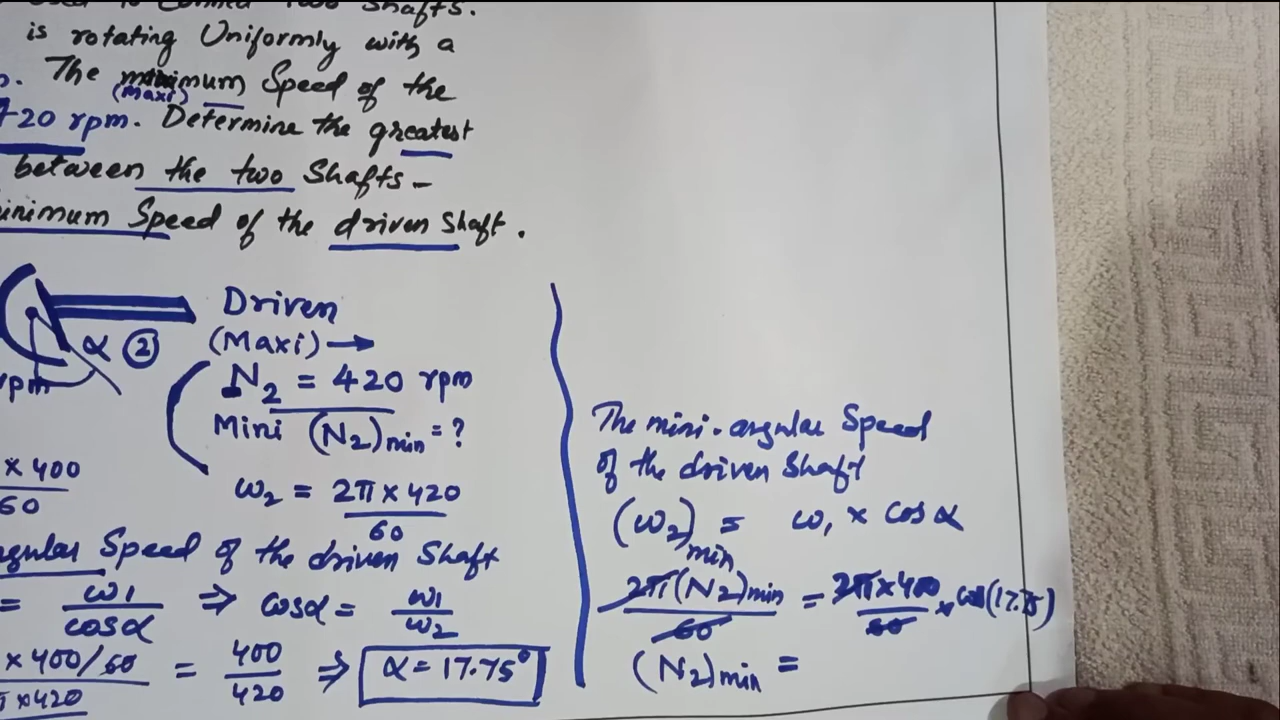 is rotating Uniformly with a
The minimum Speed of the
(Maxi)
420 rpm. Determine the greatest
between the two Shafts-
inimum Speed of the driven Shaft.
Driven
(Maxi) →
α ②
rpm
N₂ = 420 rpm
Mini (N₂)min = ?
× 400
60
ω₂ = 2π × 420
60
ngular Speed of the driven Shaft
= ω₁ / cosα ⇒ cosα = ω₁ / ω₂
× 400/60 / π × 420 = 400 / 420 ⇒ α = 17.75°
The mini. angular Speed
of the driven Shaft
(ω₂)min = ω₁ × cosα
2π(N₂)min / 60 = 2π × 400 / 60 × cos(17.75)
(N₂)min =